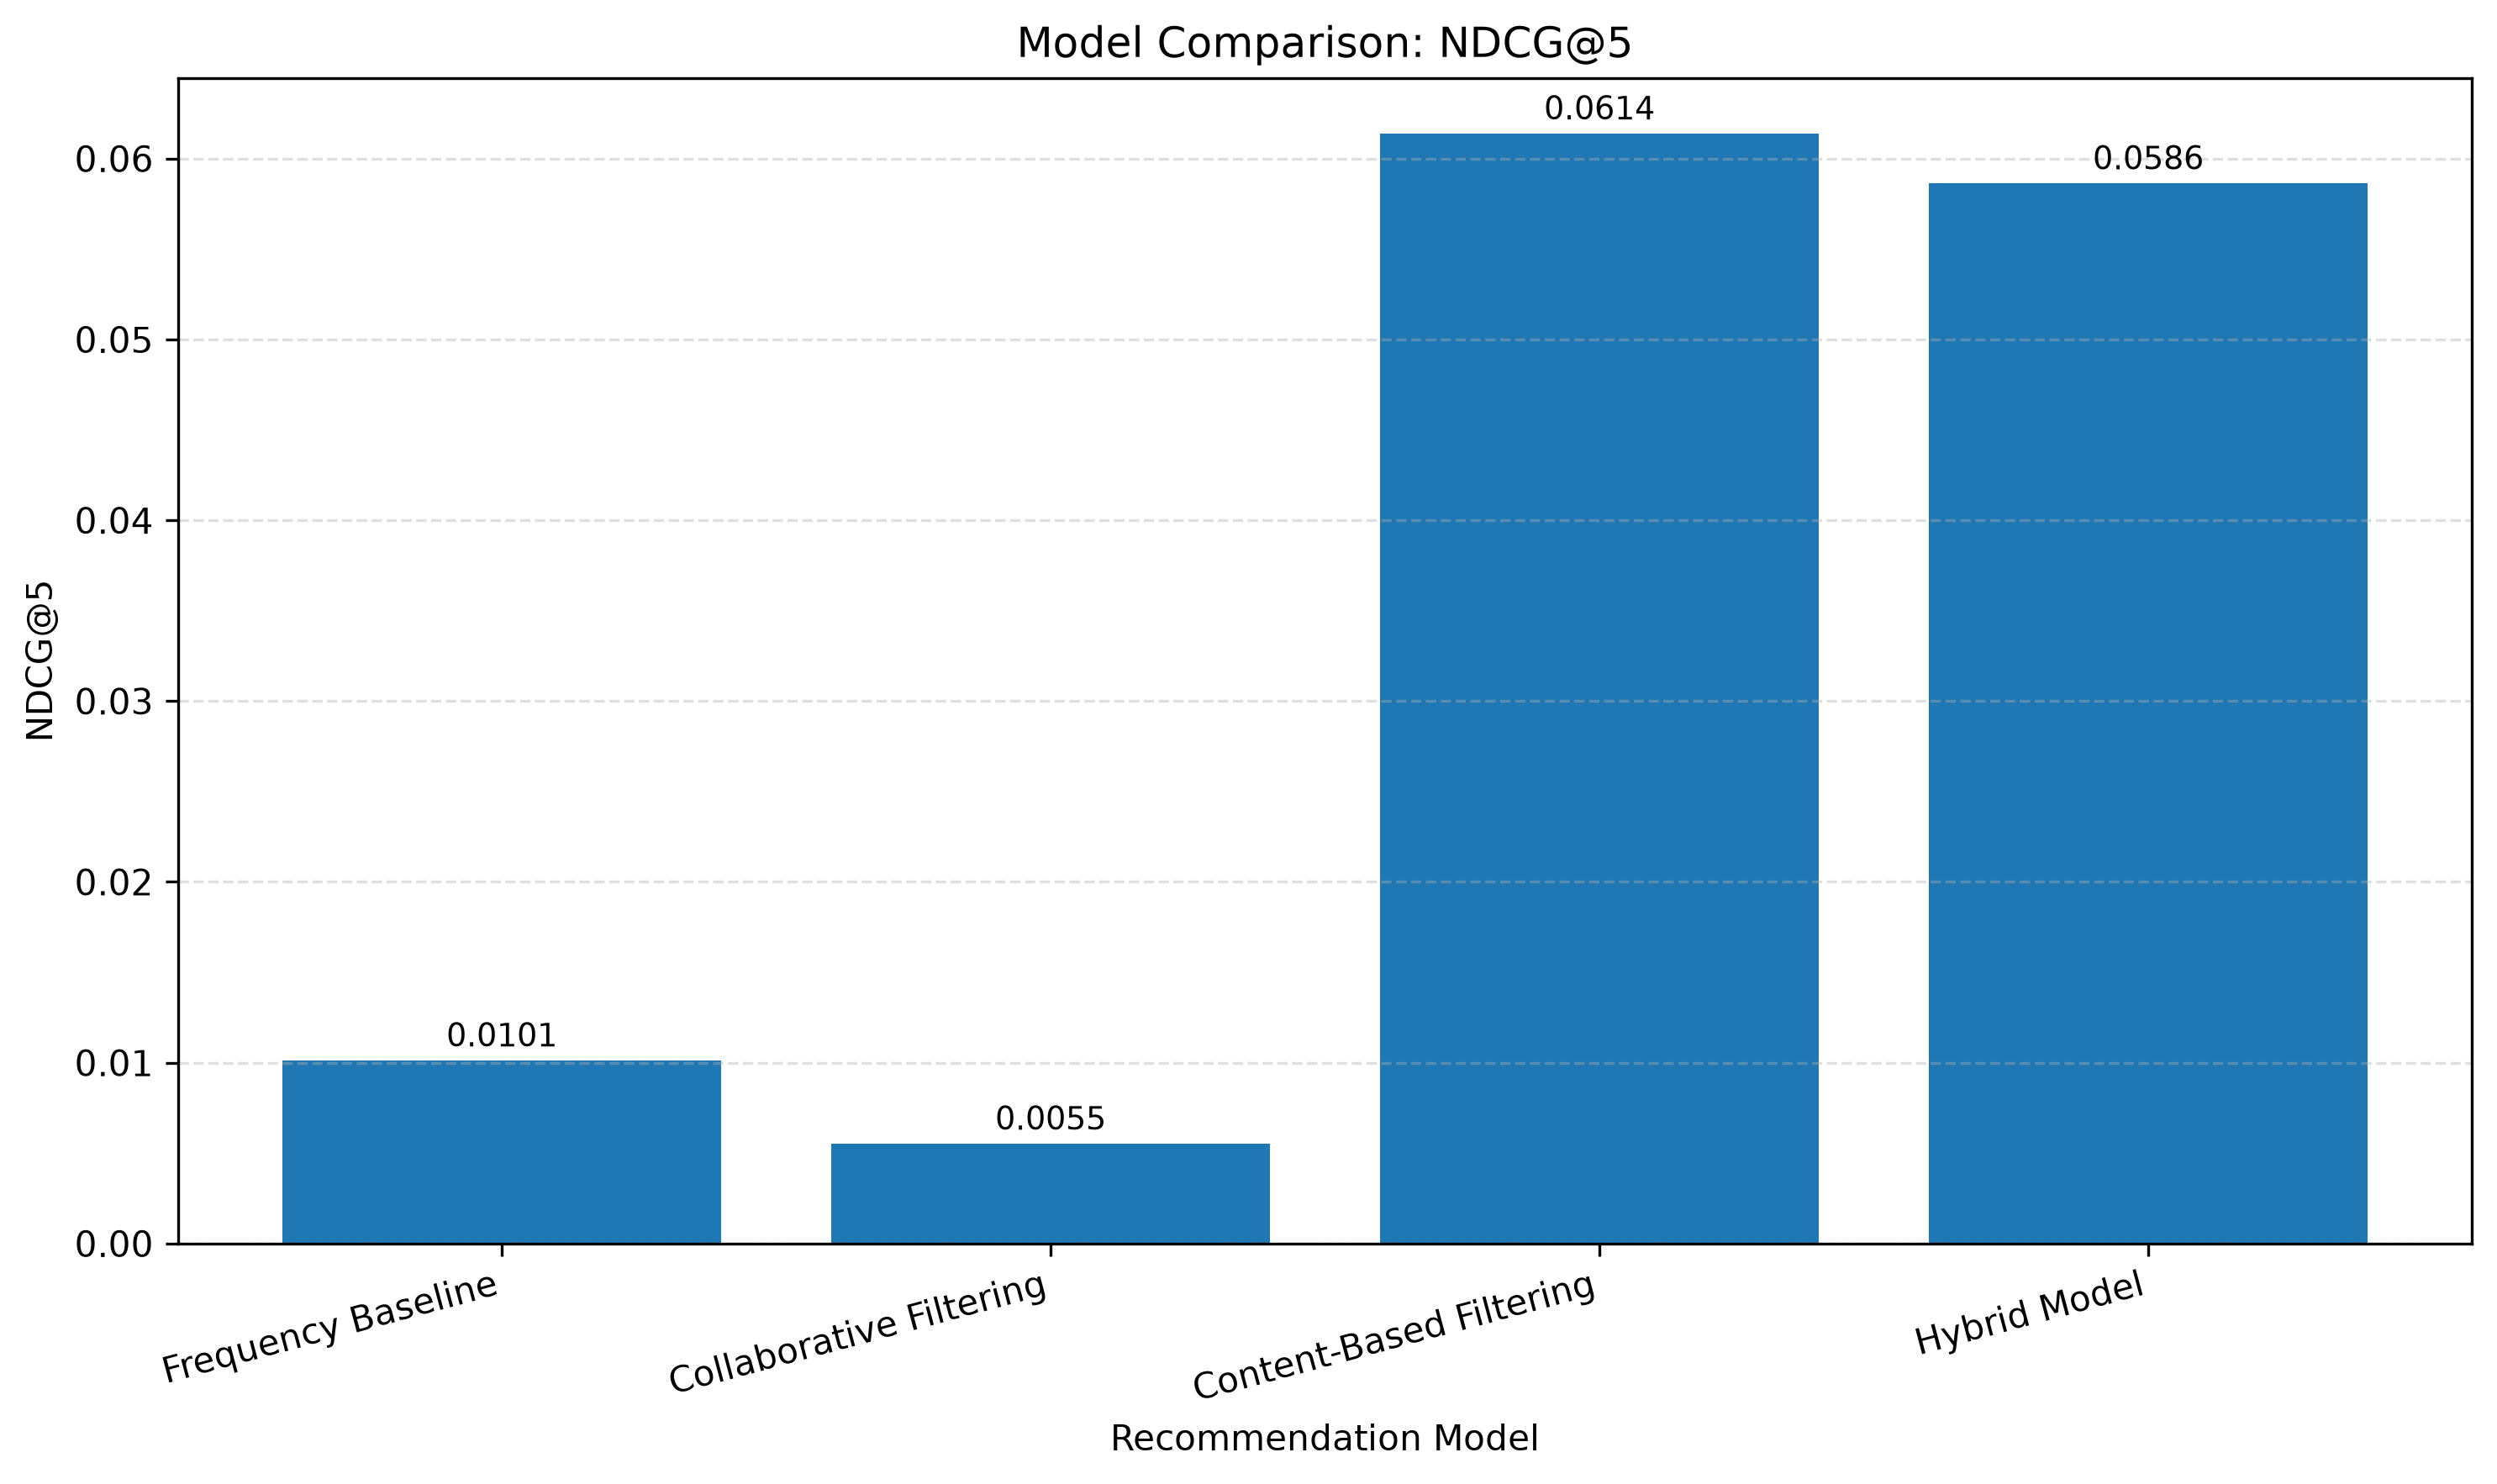 Model Comparison: NDCG@5
0.0614
0.0586
0.0101
0.0055
0.06
0.05
0.04
0.03
0.02
0.01
0.00
NDCG@5
Frequency Baseline
Collaborative Filtering
Content-Based Filtering
Hybrid Model
Recommendation Model